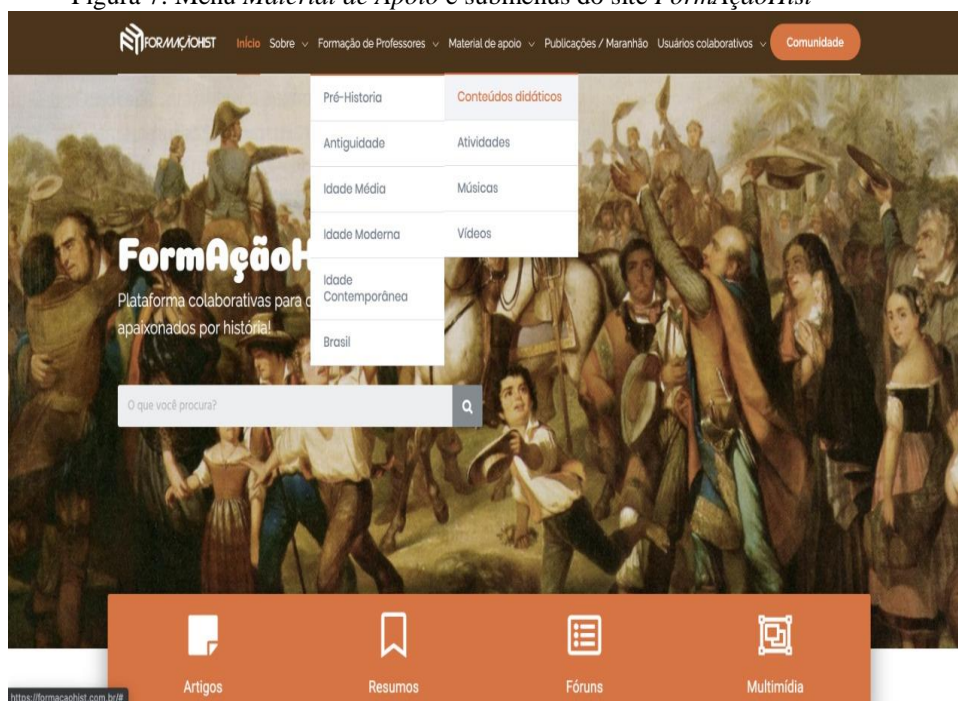 Figura 7: Menu Material de Apoio e submenus do site FormAçãoHist
FORMAÇÃOHIST Início Sobre Formação de Professores Material de apoio Publicações / Maranhão Usuários colaborativos Comunidade
Pré-Historia
Antiguidade
Idade Média
Idade Moderna
Idade
Contemporânea
Brasil
Conteúdos didáticos
Atividades
Músicas
Vídeos
FormAçãoH
Plataforma colaborativas para
apaixonados por história!
O que você procura?
Artigos
Resumos
Fóruns
Multimídia
https://formacaohist.com.br/#